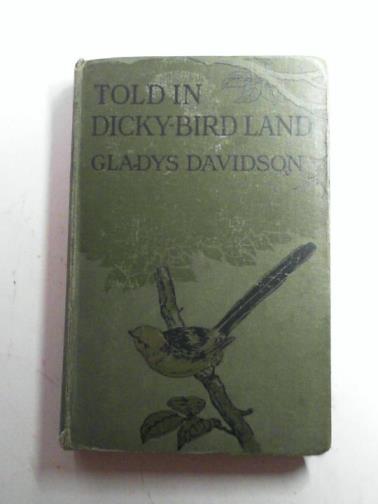 TOLD IN
DICKY-BIRD LAND
GLADYS DAVIDSON